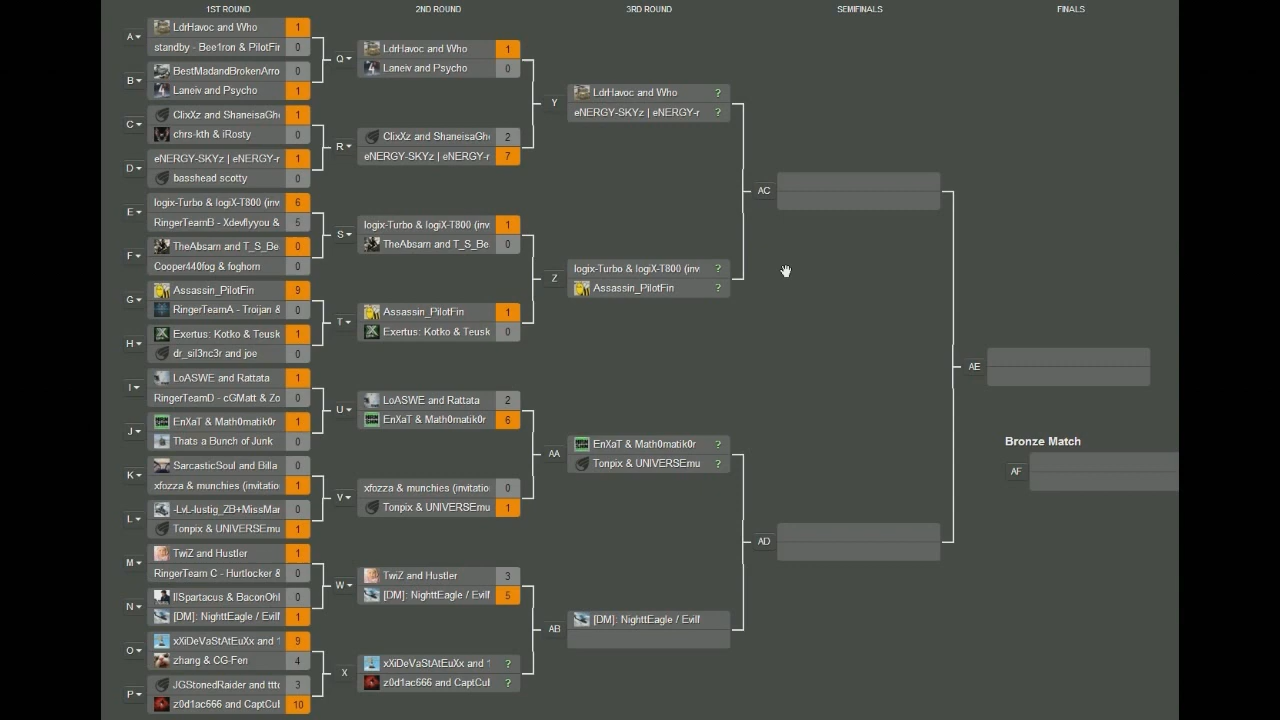 1ST ROUND
2ND ROUND
3RD ROUND
SEMIFINALS
FINALS
A
LdrHavoc and Who 1
standby - Bee1ron & PilotFir 0
B
BestMadandBrokenArro 0
Laneiv and Psycho 1
C
ClixXz and ShaneisaGh 1
chrs-kth & iRosty 0
D
eNERGY-SKYz | eNERGY-r 1
basshead scotty 0
E
logix-Turbo & logiX-T800 (inv 6
RingerTeamB - Xdevflyyou & 5
F
TheAbsam and T_S_Be 0
Cooper440fog & foghorn 0
G
Assassin_PilotFin 9
RingerTeamA - Trojan & 0
H
Exertus: Kotko & Teusk 1
dr_sil3nc3r and joe 0
I
LoASWE and Rattata 1
RingerTeamD - cGMatt & Zo 0
J
EnXaT & Math0matik0r 1
Thats a Bunch of Junk 0
K
SarcasticSoul and Billa 0
xfozza & munchies (invitatio 1
L
-LvL-lustig_ZB+MissMar 0
Tonpix & UNIVERSEmu 1
M
TwiZ and Hustler 1
RingerTeam C - Hurtlocker & 0
N
IlSpartacus & BaconOhl 0
[DM]: NighttEagle / Evilf 1
O
xXiDeVaStAtEuXx and 9
zhang & CG-Fen 4
P
JGStonedRaider and ttt 3
z0d1ac666 and CaptCul 10
Q
LdrHavoc and Who 1
Laneiv and Psycho 0
R
ClixXz and ShaneisaGh 2
eNERGY-SKYz | eNERGY-r 7
S
logix-Turbo & logiX-T800 (inv 1
TheAbsam and T_S_Be 0
T
Assassin_PilotFin 1
Exertus: Kotko & Teusk 0
U
LoASWE and Rattata 2
EnXaT & Math0matik0r 6
V
xfozza & munchies (invitatio 0
Tonpix & UNIVERSEmu 1
W
TwiZ and Hustler 3
[DM]: NighttEagle / Evilf 5
X
xXiDeVaStAtEuXx and ?
z0d1ac666 and CaptCul ?
Y
LdrHavoc and Who ?
eNERGY-SKYz | eNERGY-r ?
Z
logix-Turbo & logiX-T800 (inv ?
Assassin_PilotFin ?
AA
EnXaT & Math0matik0r ?
Tonpix & UNIVERSEmu ?
AB
[DM]: NighttEagle / Evilf
AC
AD
AE
Bronze Match
AF